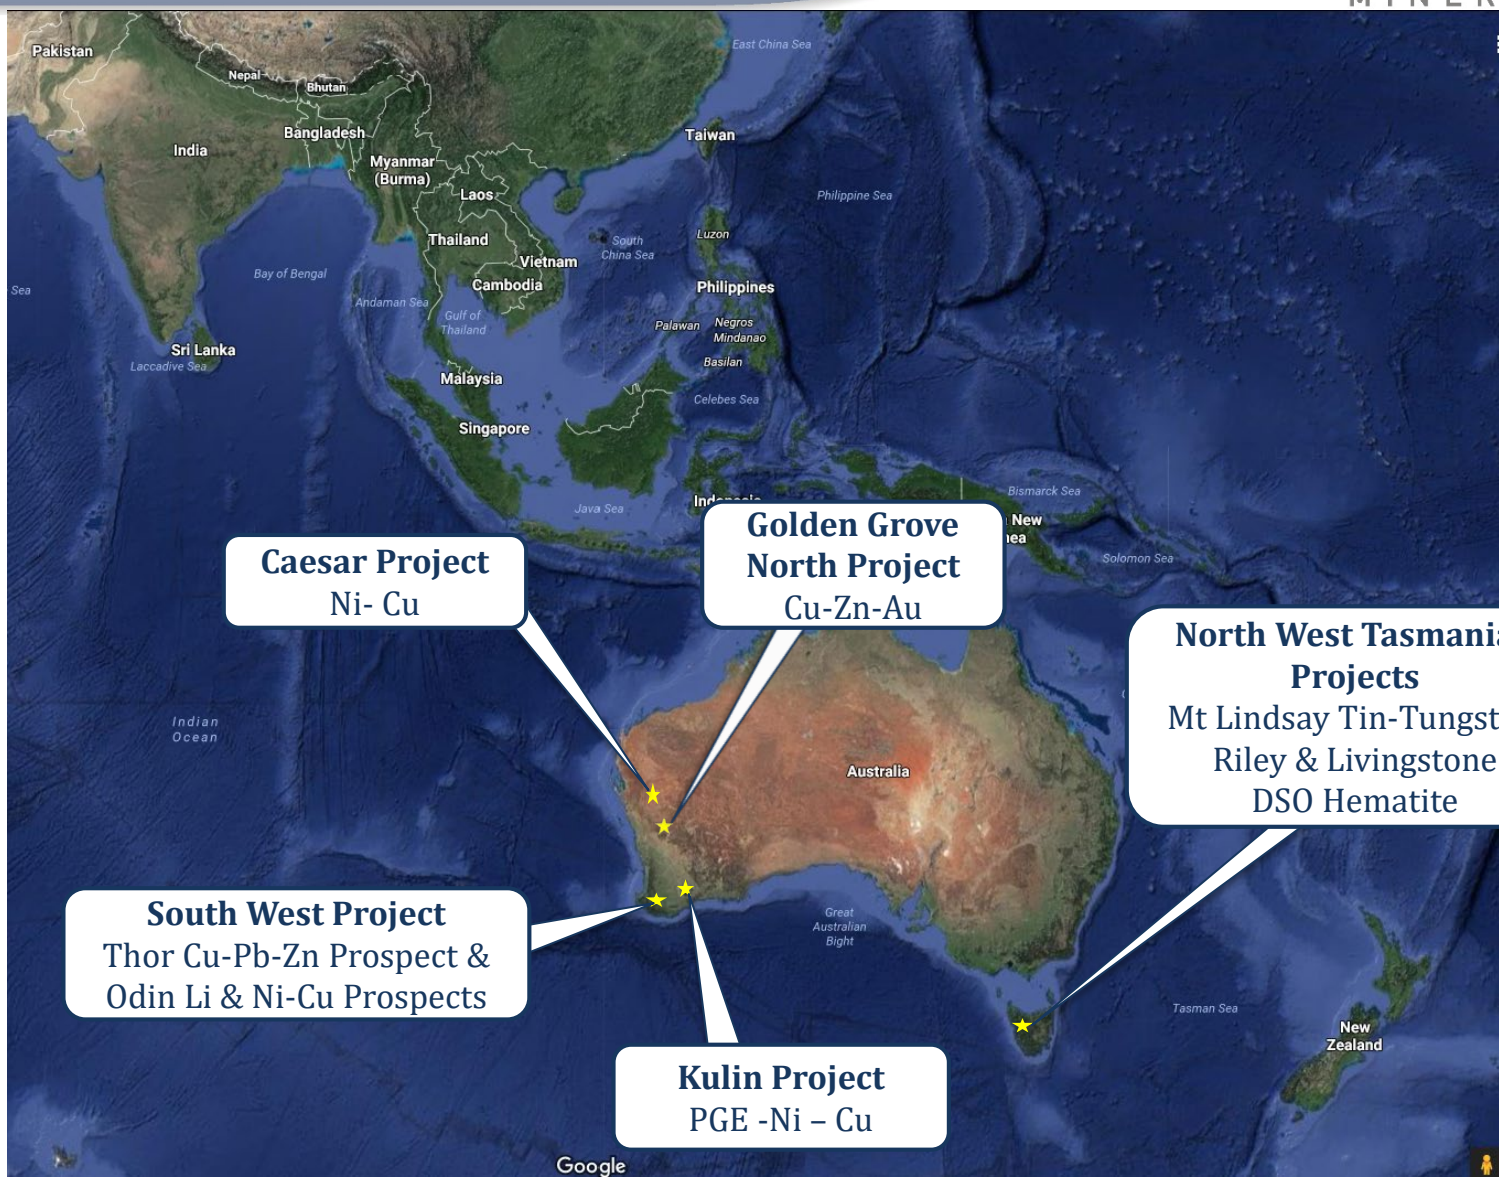 East China Sea
Pakistan
Nepal
Bhutan
Bangladesh
Taiwan
India
Myanmar
(Burma)
Laos
Philippine Sea
Luzon
Thailand
South
China Sea
Vietnam
Bay of Bengal
Cambodia
Philippines
Sea
Andaman Sea
Gulf of
Thailand
Palawan
Negros
Mindanao
Sri Lanka
Basilan
Laccadive Sea
Malaysia
Celebes Sea
Singapore
Bismarck Sea
Java Sea
New
Solomon Sea
Caesar Project
Ni- Cu
Golden Grove
North Project
Cu-Zn-Au
North West Tasmania
Projects
Mt Lindsay Tin-Tungst
Riley & Livingstone
DSO Hematite
Indian
Ocean
Australia
South West Project
Thor Cu-Pb-Zn Prospect &
Odin Li & Ni-Cu Prospects
Great
Australian
Bight
Tasman Sea
New
Zealand
Kulin Project
PGE -Ni – Cu
Google